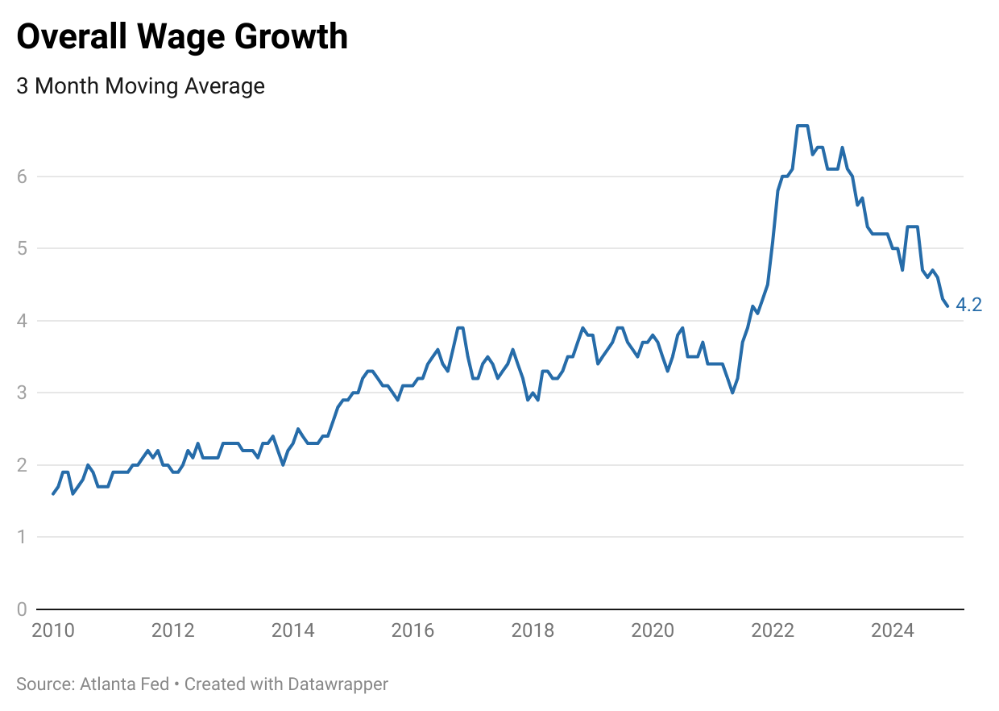 Overall Wage Growth
3 Month Moving Average
6
5
4
4.2
3
2
1
0
2010 2012 2014 2016 2018 2020 2022 2024
Source: Atlanta Fed • Created with Datawrapper